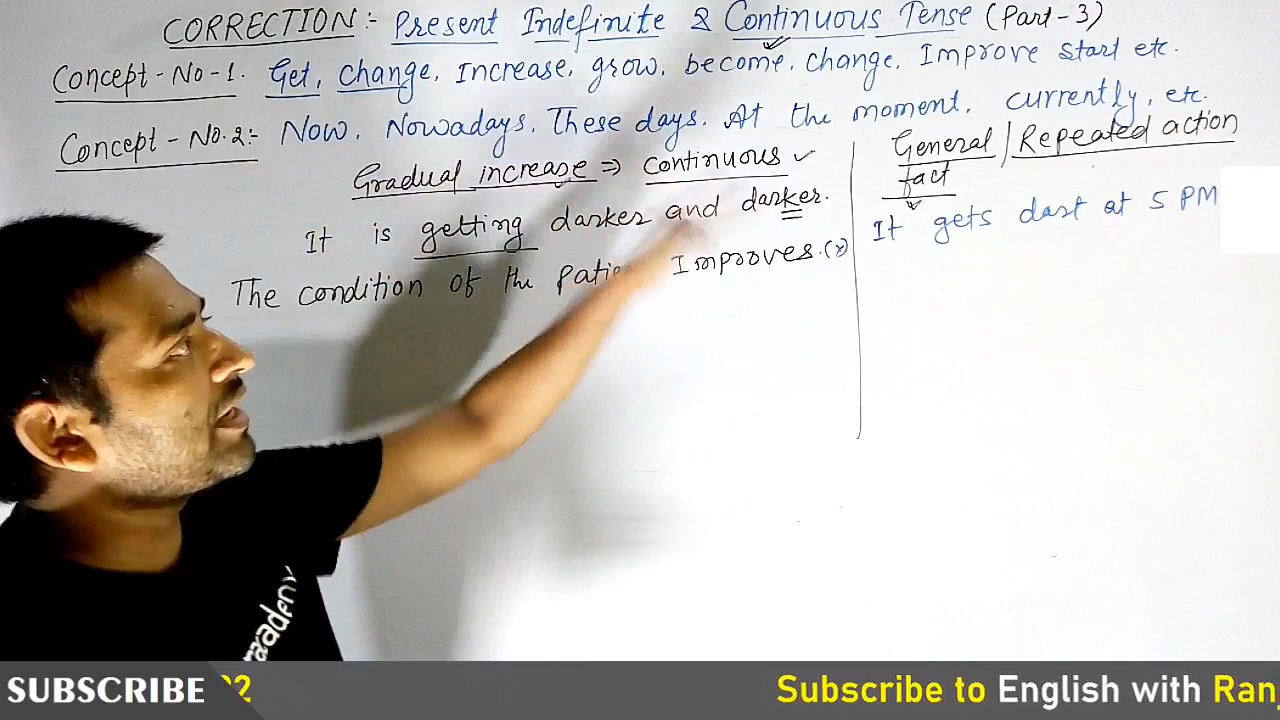 CORRECTION:- Present Indefinite & Continuous Tense (Part-3)
Concept-No-1. Get, change, Increase, grow, become, change, Improve start etc.
Concept-No.2:- Now, Nowadays, These days, At the moment, currently, etc.
Gradual increase ⇒ continuous ✓
General / Repeated action
fact
It is getting darker and darker.
It gets dart at 5 PM
The condition of the Patie Improves.(x)
SUBSCRIBE 02
Subscribe to English with Ran